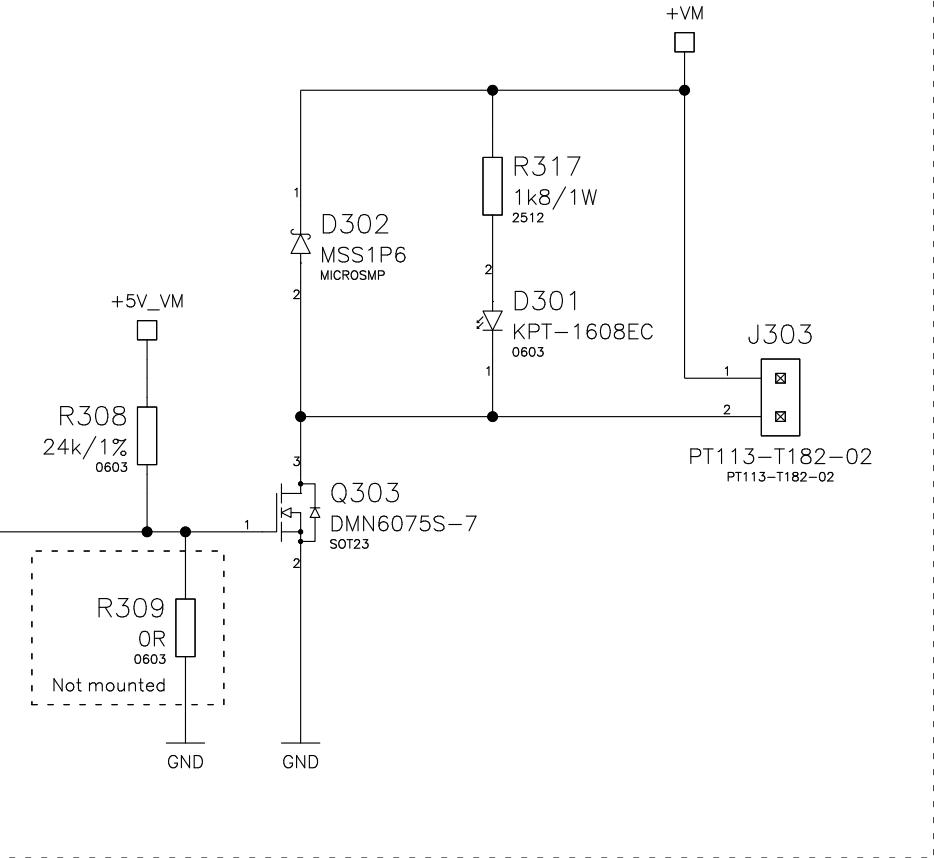 +VM
R317
1k8/1W
2512
1
D302
MSS1P6
MICROSMP
2
2
D301
KPT-1608EC
0603
1
+5V_VM
J303
1
2
PT113-T182-02
PT113-T182-02
R308
24k/1%
0603
3
Q303
DMN6075S-7
SOT23
1
2
R309
0R
0603
Not mounted
GND
GND